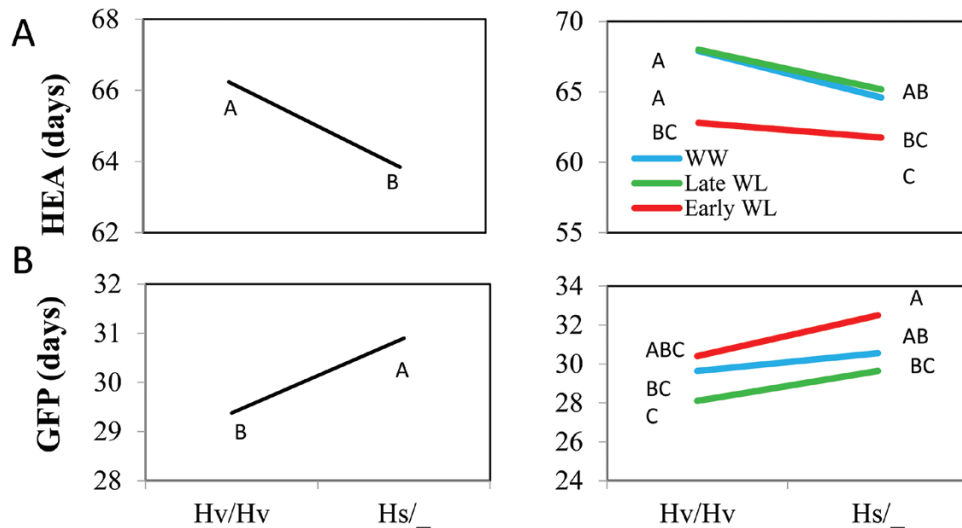 A
HEA (days)
68
66
64
62
A
B
70
65
60
55
A
A
BC
AB
BC
C
WW
Late WL
Early WL
B
GFP (days)
32
31
30
29
28
B
A
34
32
30
28
26
24
ABC
BC
C
A
AB
BC
Hv/Hv Hs/_
Hv/Hv Hs/_